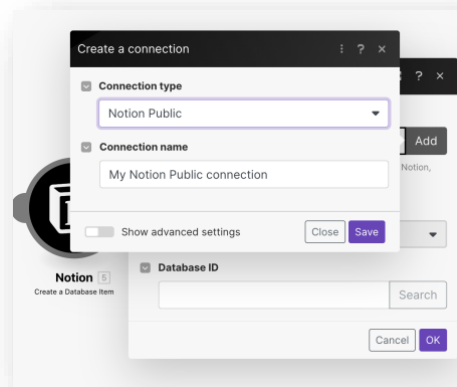 Create a connection
?
Connection type
Notion Public
Connection name
My Notion Public connection
Show advanced settings
Close
Save
?
Add
Notion,
Notion 5
Create a Database Item
Database ID
Search
Cancel
OK